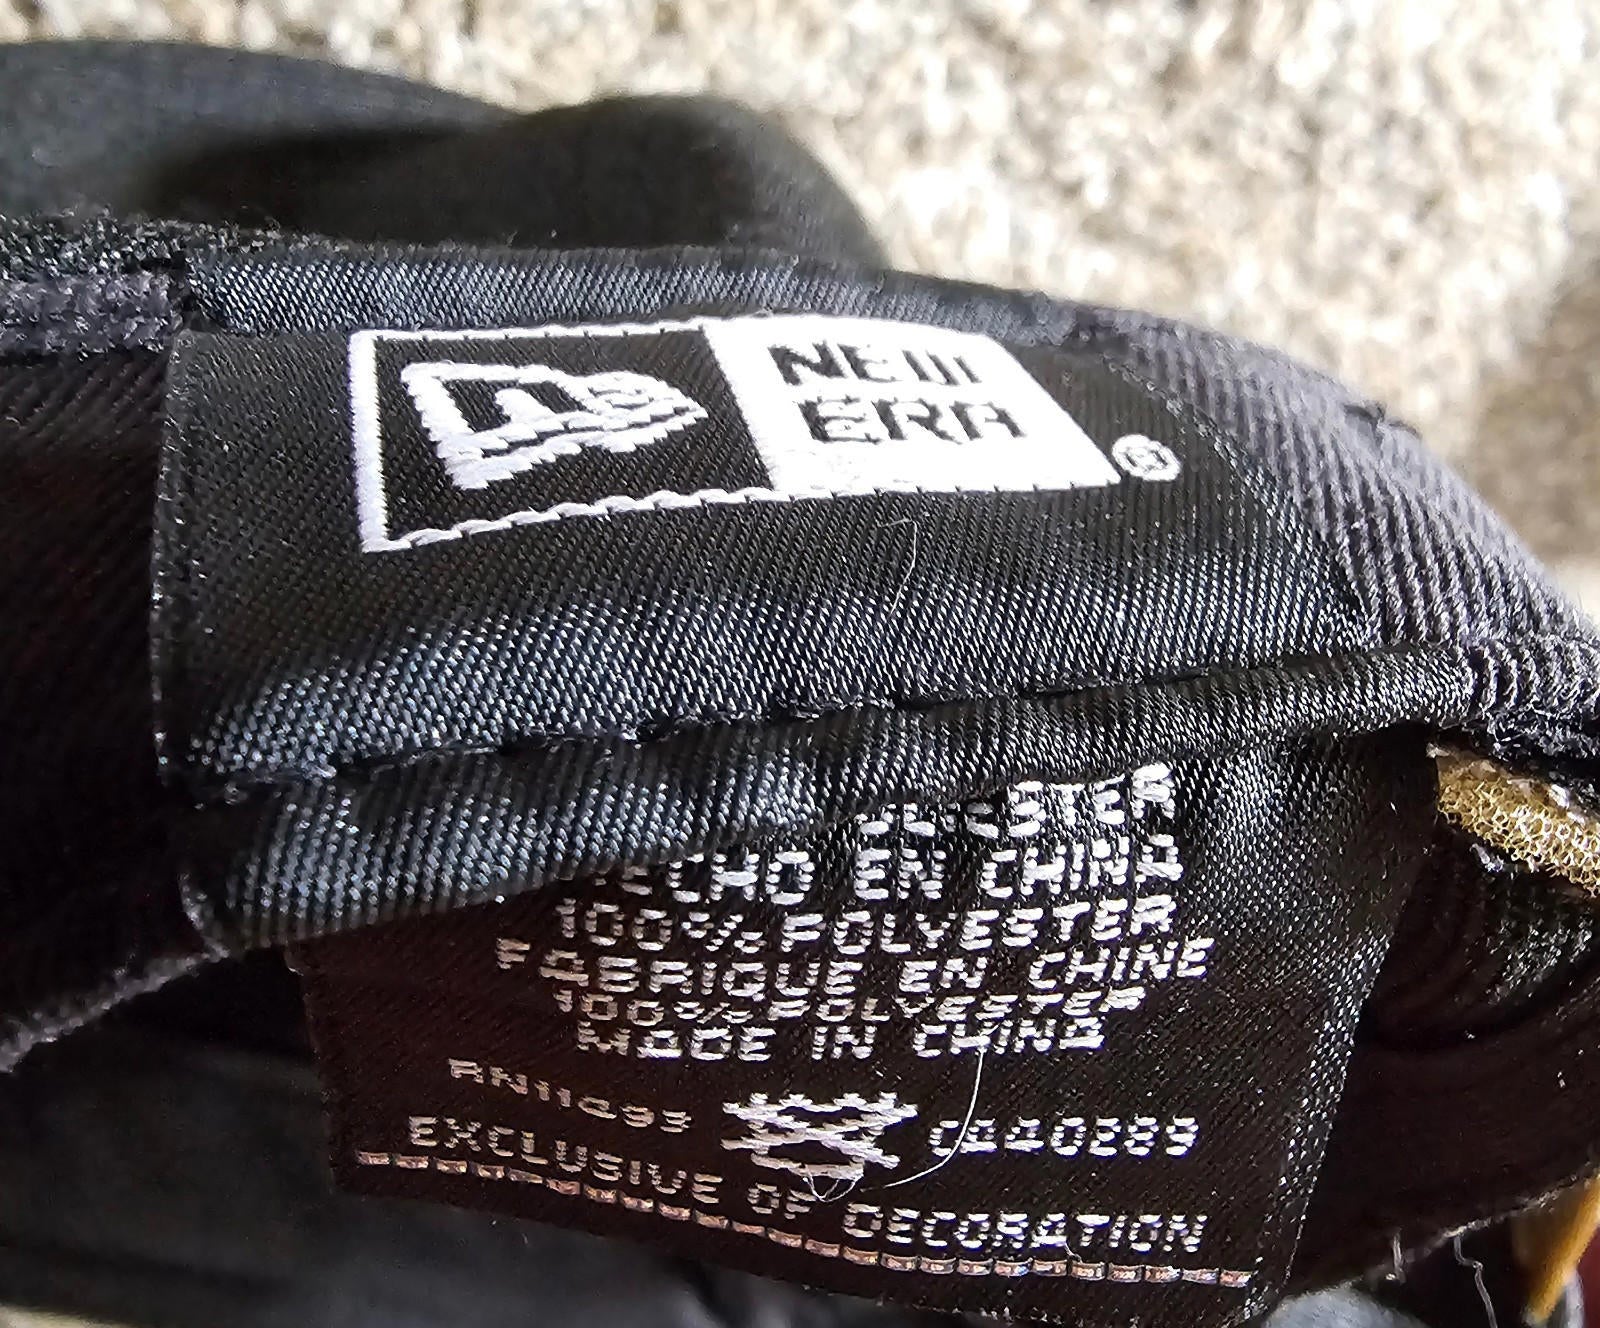 NEW
ERA
®
HECHO EN CHINA
100% POLYESTER
FABRIQUE EN CHINE
100% POLYESTER
MADE IN CHINA
RN11493 CA40289
EXCLUSIVE OF DECORATION